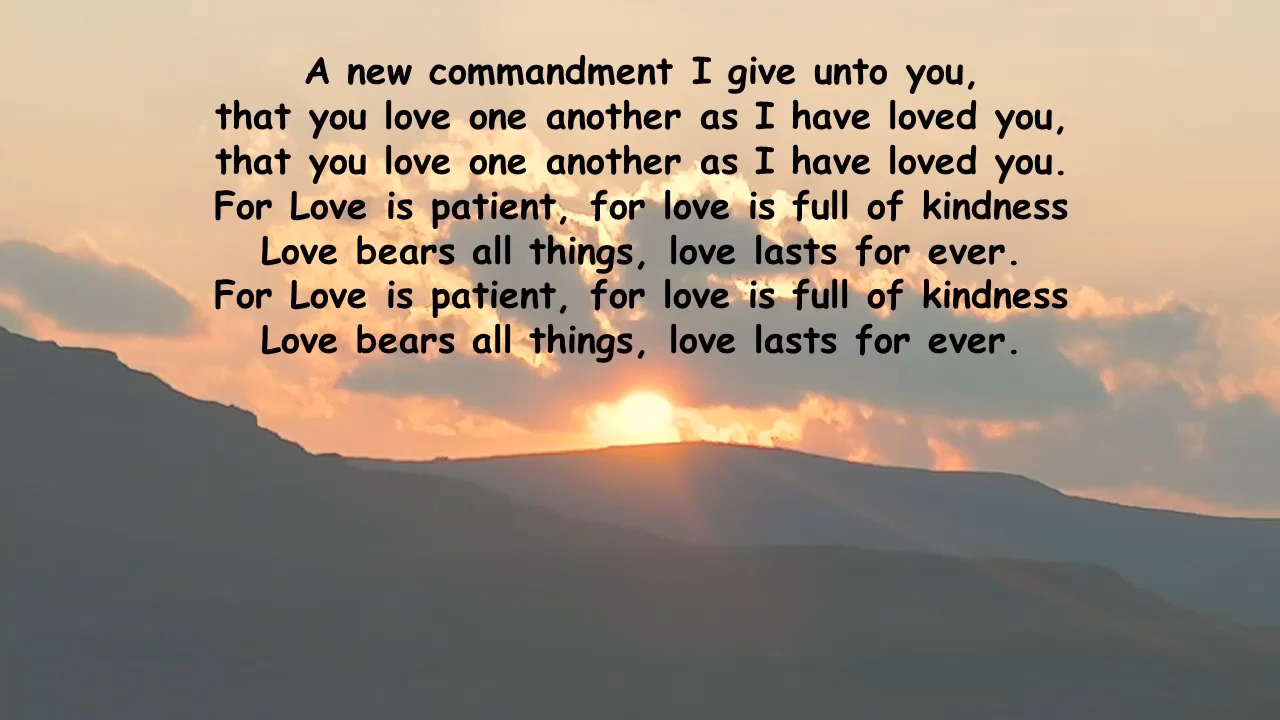 A new commandment I give unto you,
that you love one another as I have loved you,
that you love one another as I have loved you.
For Love is patient, for love is full of kindness
Love bears all things, love lasts for ever.
For Love is patient, for love is full of kindness
Love bears all things, love lasts for ever.